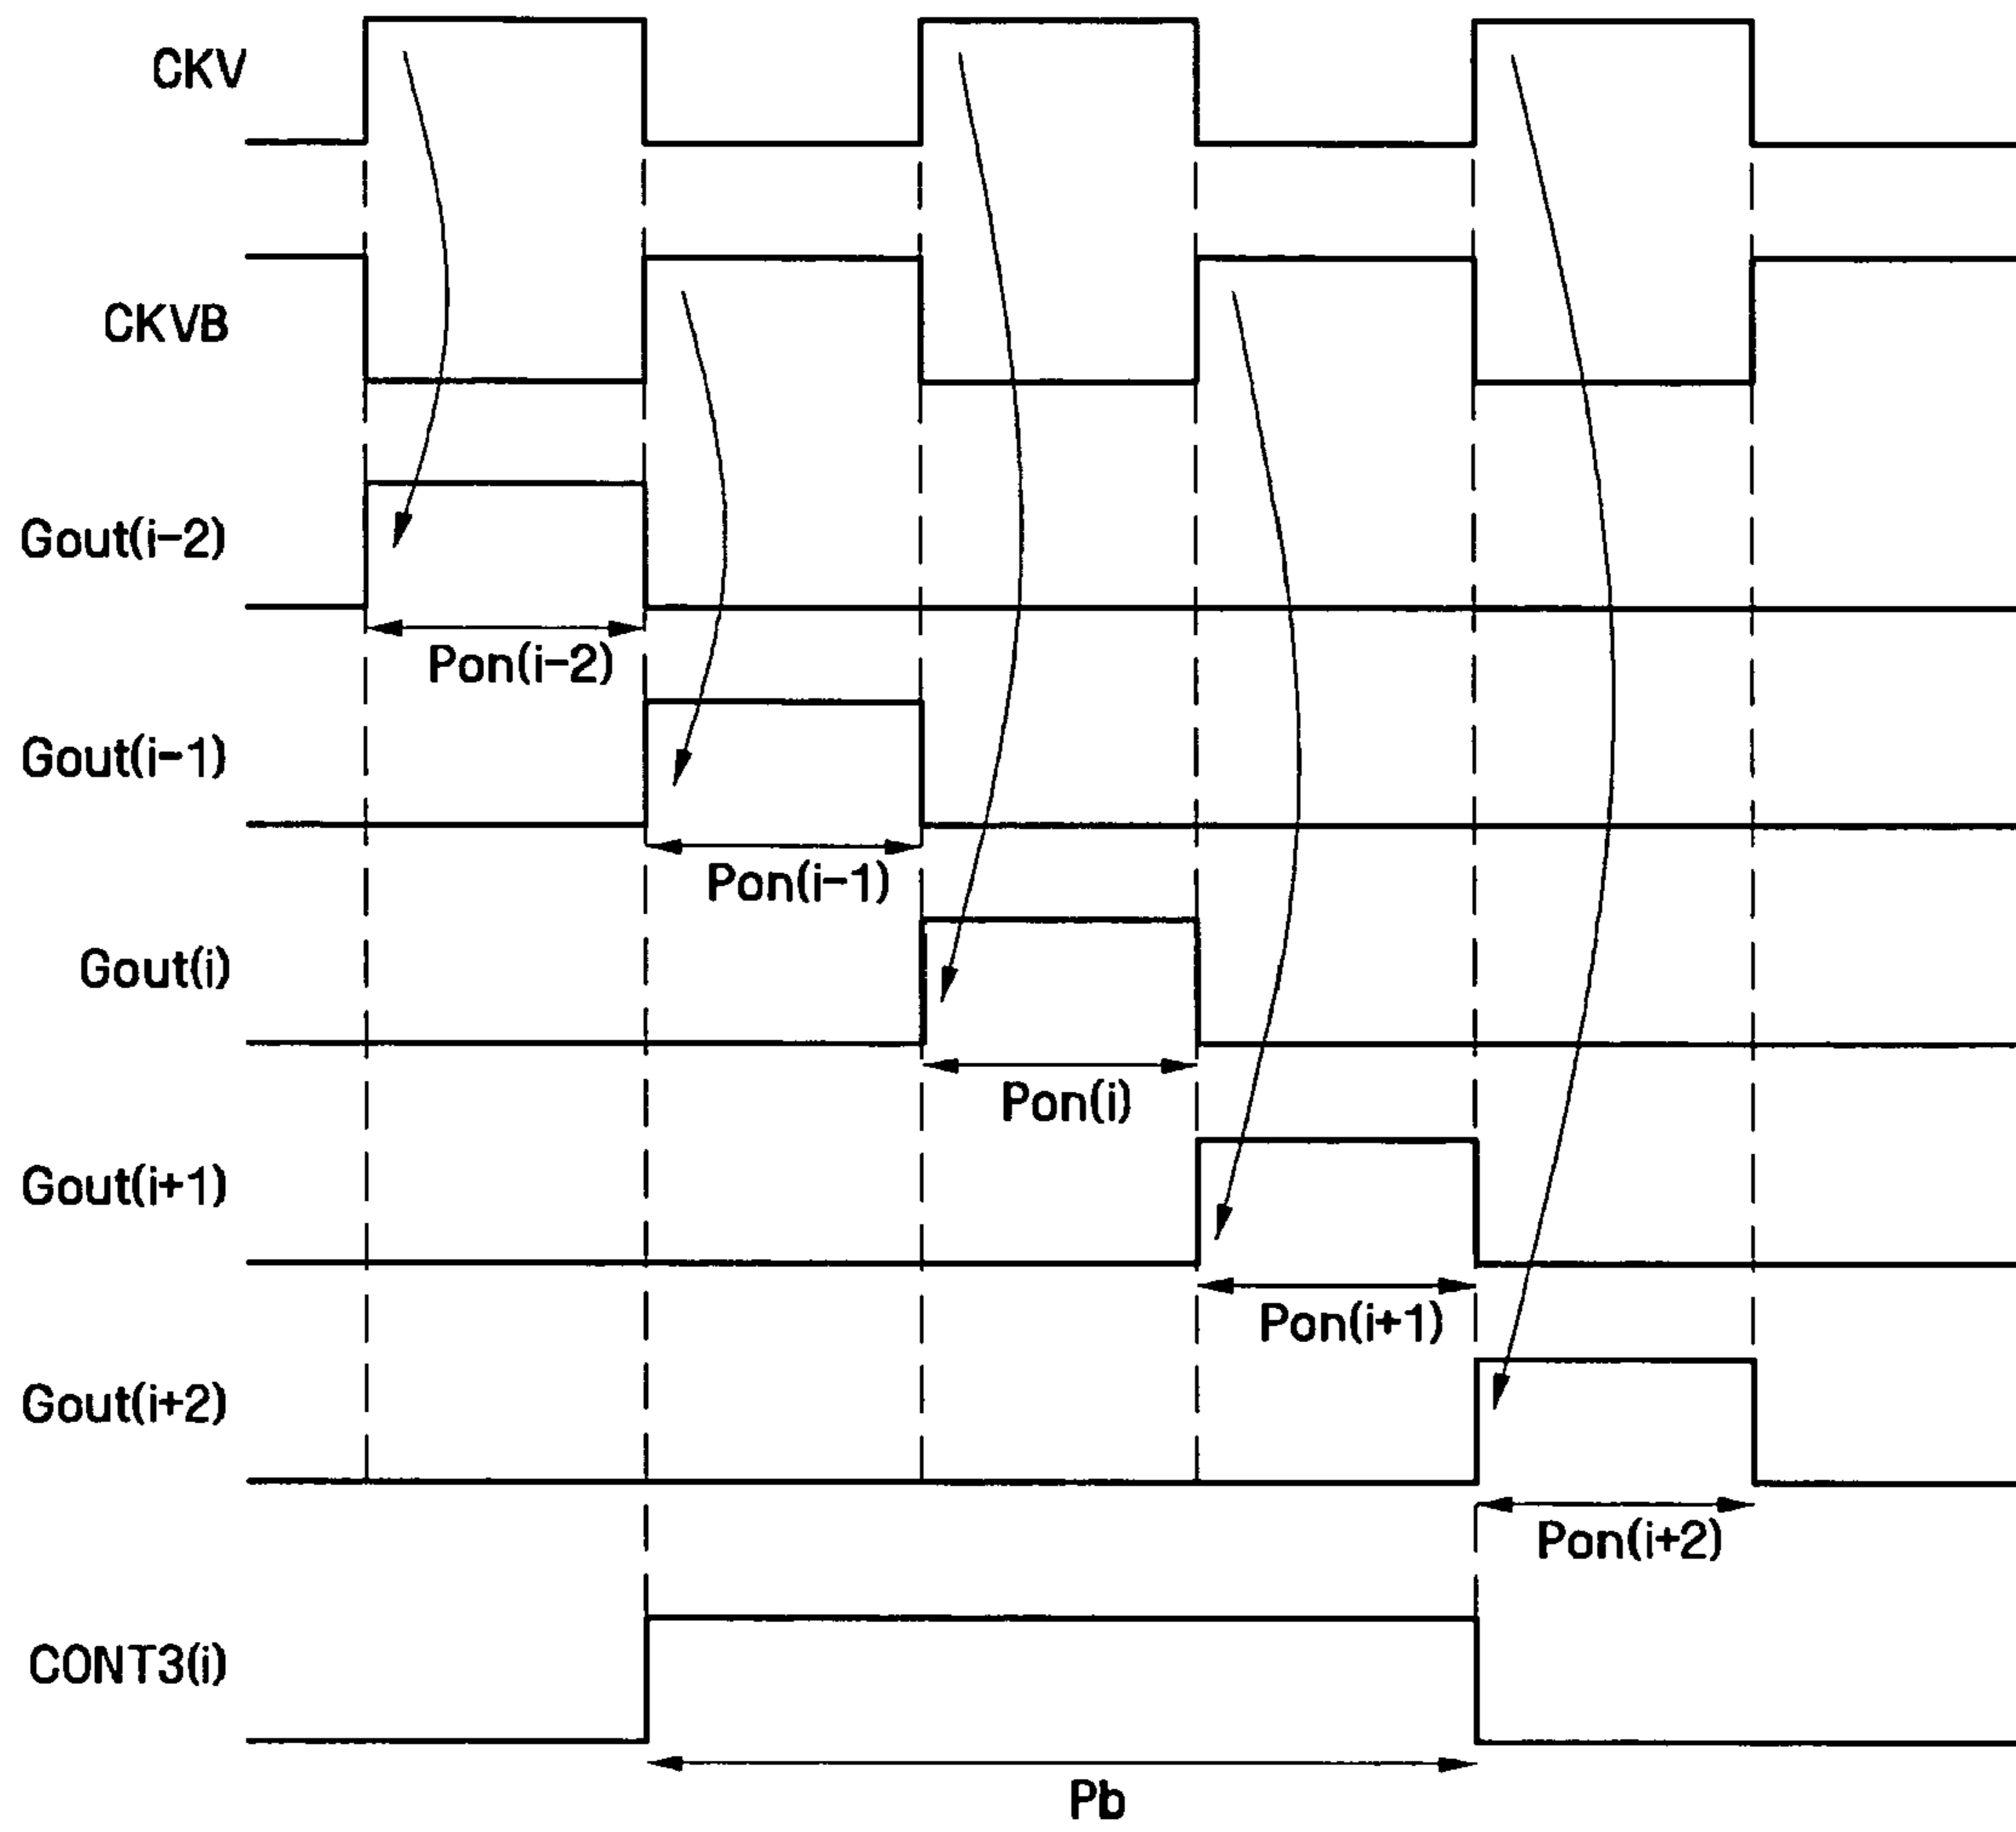 CKV
CKVB
Gout(i-2)
Pon(i-2)
Gout(i-1)
Pon(i-1)
Gout(i)
Pon(i)
Gout(i+1)
Pon(i+1)
Gout(i+2)
Pon(i+2)
CONT3(i)
Pb